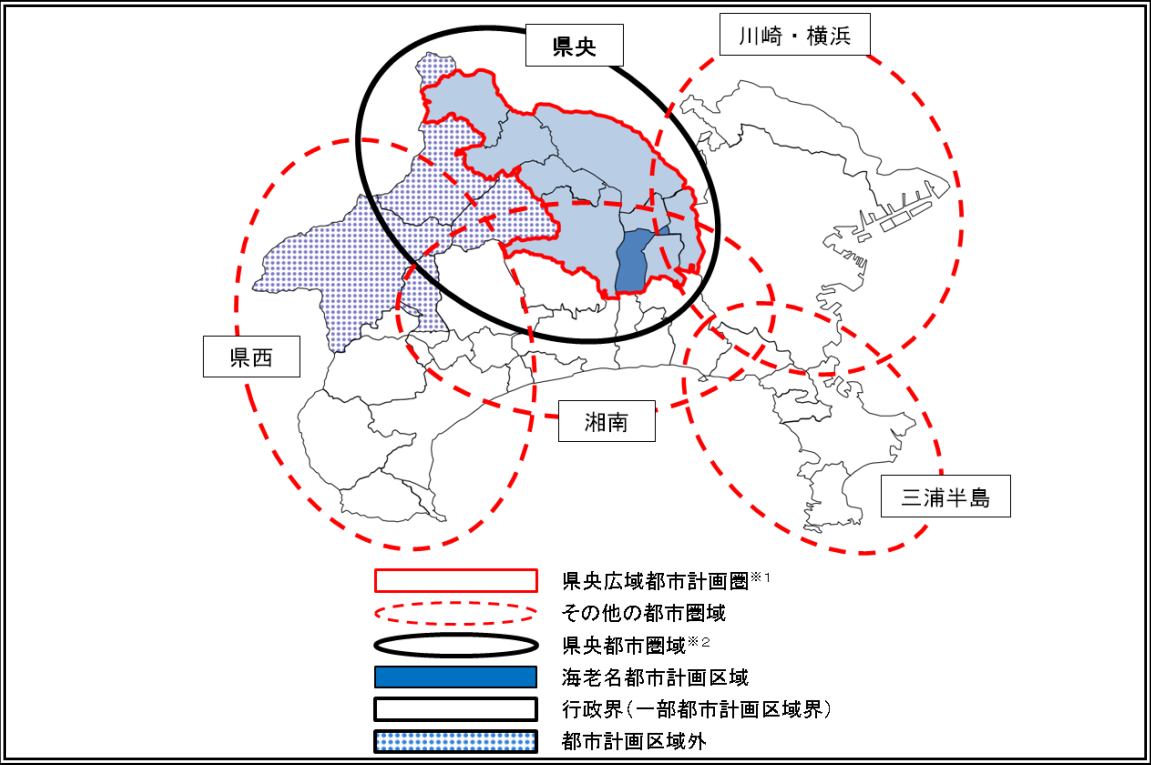 川崎・横浜
県央
県西
湘南
三浦半島
県央広域都市計画圏※1
その他の都市圏域
県央都市圏域※2
海老名都市計画区域
行政界（一部都市計画区域界）
都市計画区域外